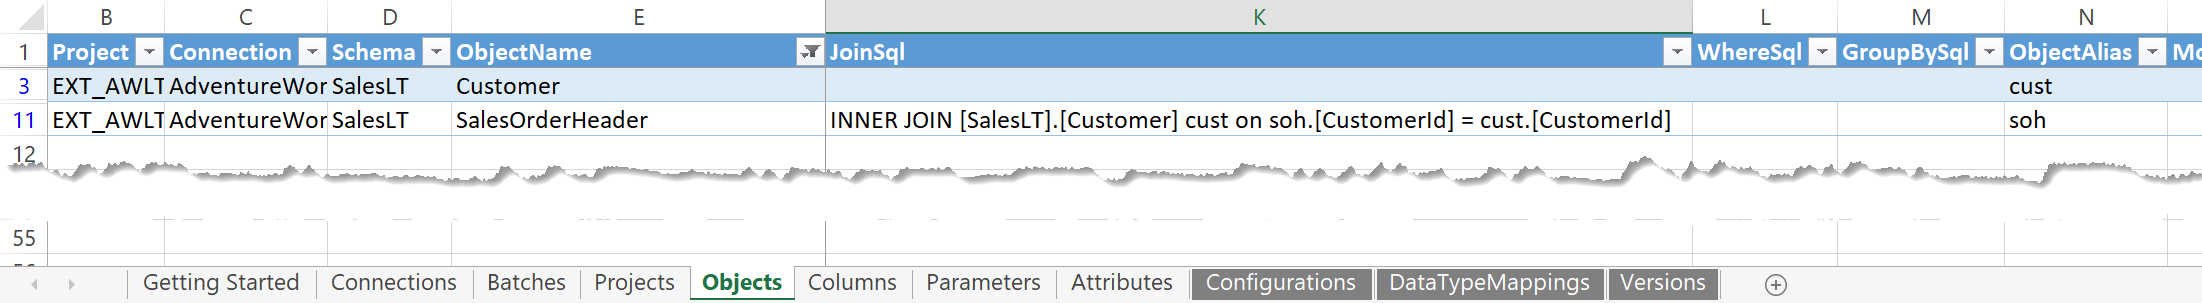 B C D E K L M N
1 Project Connection Schema ObjectName JoinSql WhereSql GroupBySql ObjectAlias Mo
3 EXT_AWLT AdventureWor SalesLT Customer cust
11 EXT_AWLT AdventureWor SalesLT SalesOrderHeader INNER JOIN [SalesLT].[Customer] cust on soh.[CustomerId] = cust.[CustomerId] soh
12
55
Getting Started Connections Batches Projects Objects Columns Parameters Attributes Configurations DataTypeMappings Versions